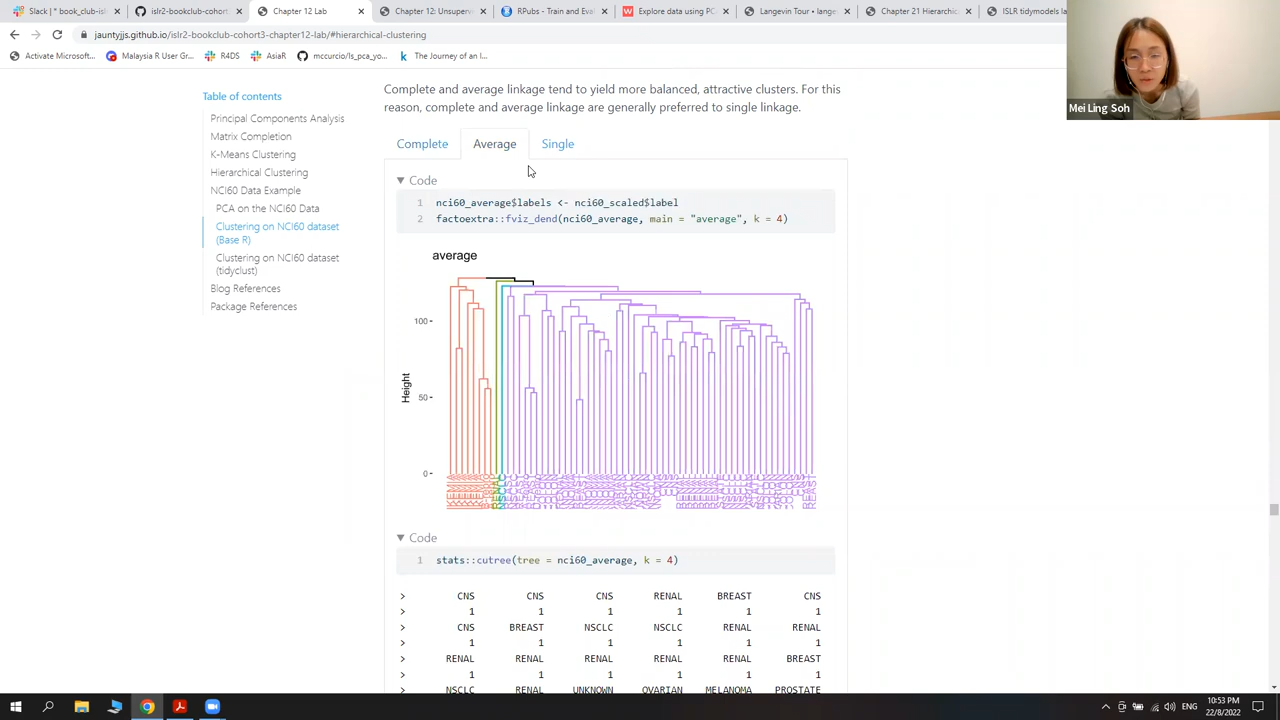 Slack | book_club-isl
islr2-bookclub-cohort
Chapter 12 Lab
Chapter 12: Unsuperv
RPubs - Train and Eval
Explore data using PC
Langevin Tour • lange
Chapter 21 Hierarchic
ISLR tidymodels la
jauntyjjs.github.io/islr2-bookclub-cohort3-chapter12-lab/#hierarchical-clustering
Activate Microsoft...
Malaysia R User Gr...
R4DS
AsiaR
mccurcio/Is_pca_yo...
The Journey of an I...
Mei Ling Soh
Table of contents
Principal Components Analysis
Matrix Completion
K-Means Clustering
Hierarchical Clustering
NCI60 Data Example
PCA on the NCI60 Data
Clustering on NCI60 dataset
(Base R)
Clustering on NCI60 dataset
(tidyclust)
Blog References
Package References
Complete and average linkage tend to yield more balanced, attractive clusters. For this
reason, complete and average linkage are generally preferred to single linkage.
Complete Average Single
Code
1 nci60_average$labels <- nci60_scaled$label
2 factoextra::fviz_dend(nci60_average, main = "average", k = 4)
average
Height
100
50
0
Code
1 stats::cutree(tree = nci60_average, k = 4)
> CNS CNS CNS RENAL BREAST CNS
> 1 1 1 1 1 1
> CNS BREAST NSCLC NSCLC RENAL RENAL
> 1 1 1 1 1 1
> RENAL RENAL RENAL RENAL RENAL BREAST
> 1 1 1 1 1 1
> NSCLC RENAL UNKNOWN OVARIAN MELANOMA PROSTATE
ENG
10:53 PM
22/8/2022